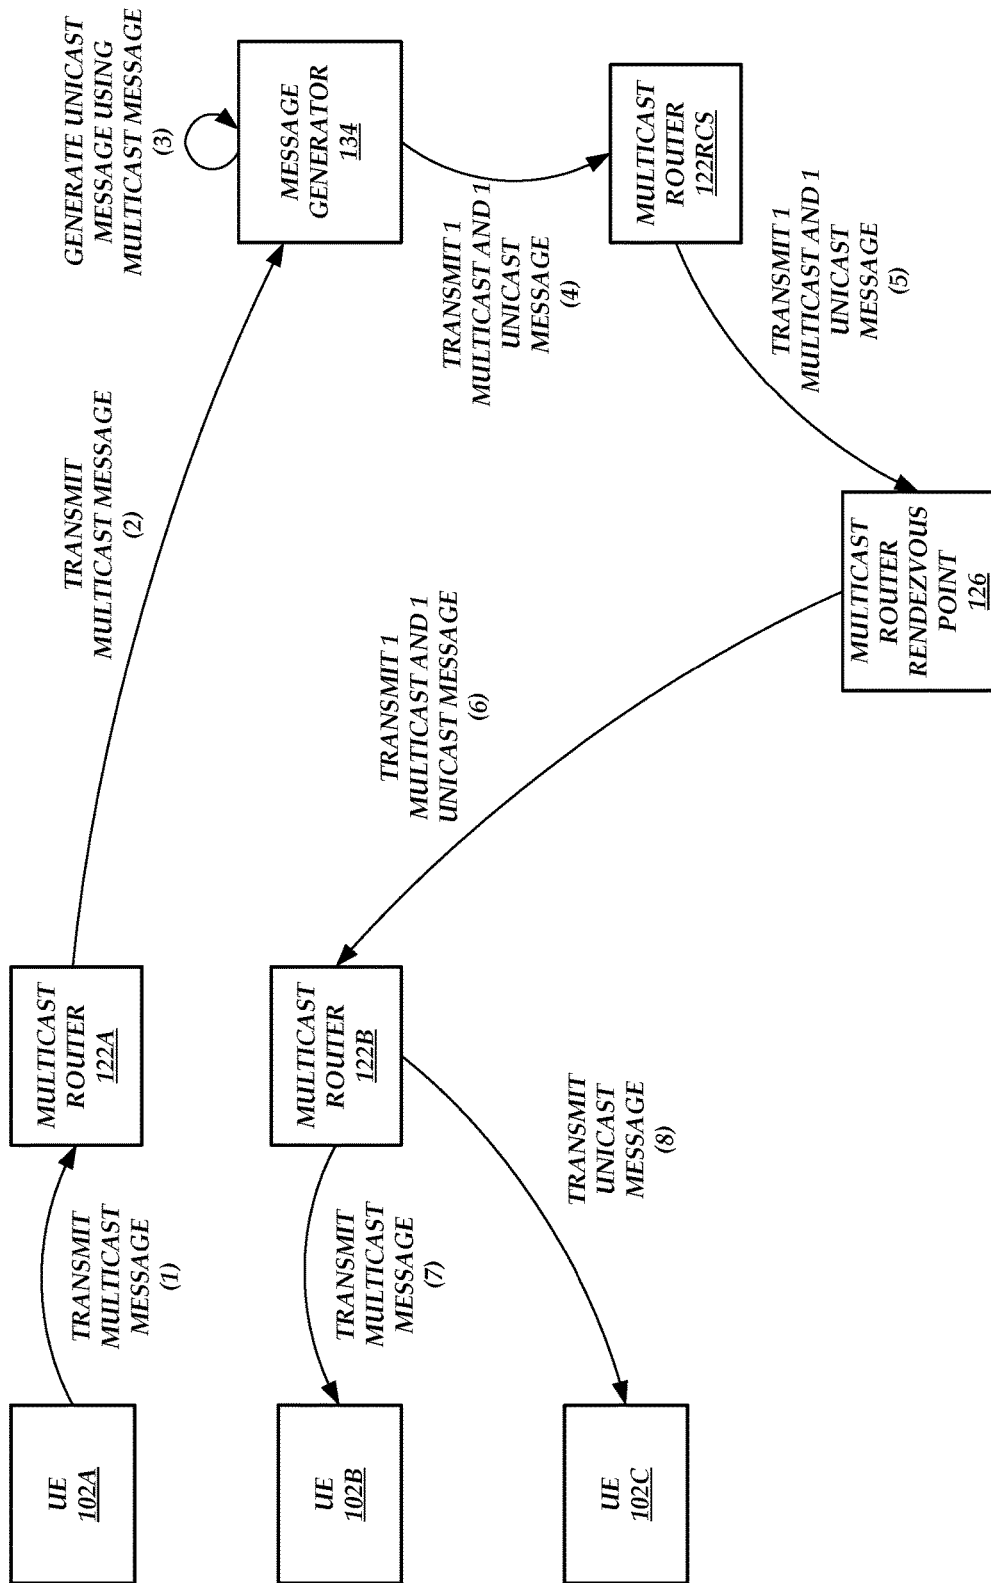 UE
102A
TRANSMIT
MULTICAST
MESSAGE
(1)
MULTICAST
ROUTER
122A
TRANSMIT
MULTICAST MESSAGE
(2)
GENERATE UNICAST
MESSAGE USING
MULTICAST MESSAGE
(3)
MESSAGE
GENERATOR
134
TRANSMIT 1
MULTICAST AND 1
UNICAST
MESSAGE
(4)
MULTICAST
ROUTER
122RCS
TRANSMIT 1
MULTICAST AND 1
UNICAST
MESSAGE
(5)
MULTICAST
ROUTER
RENDEZVOUS
POINT
126
TRANSMIT 1
MULTICAST AND 1
UNICAST MESSAGE
(6)
MULTICAST
ROUTER
122B
TRANSMIT
MULTICAST
MESSAGE
(7)
UE
102B
TRANSMIT
UNICAST
MESSAGE
(8)
UE
102C